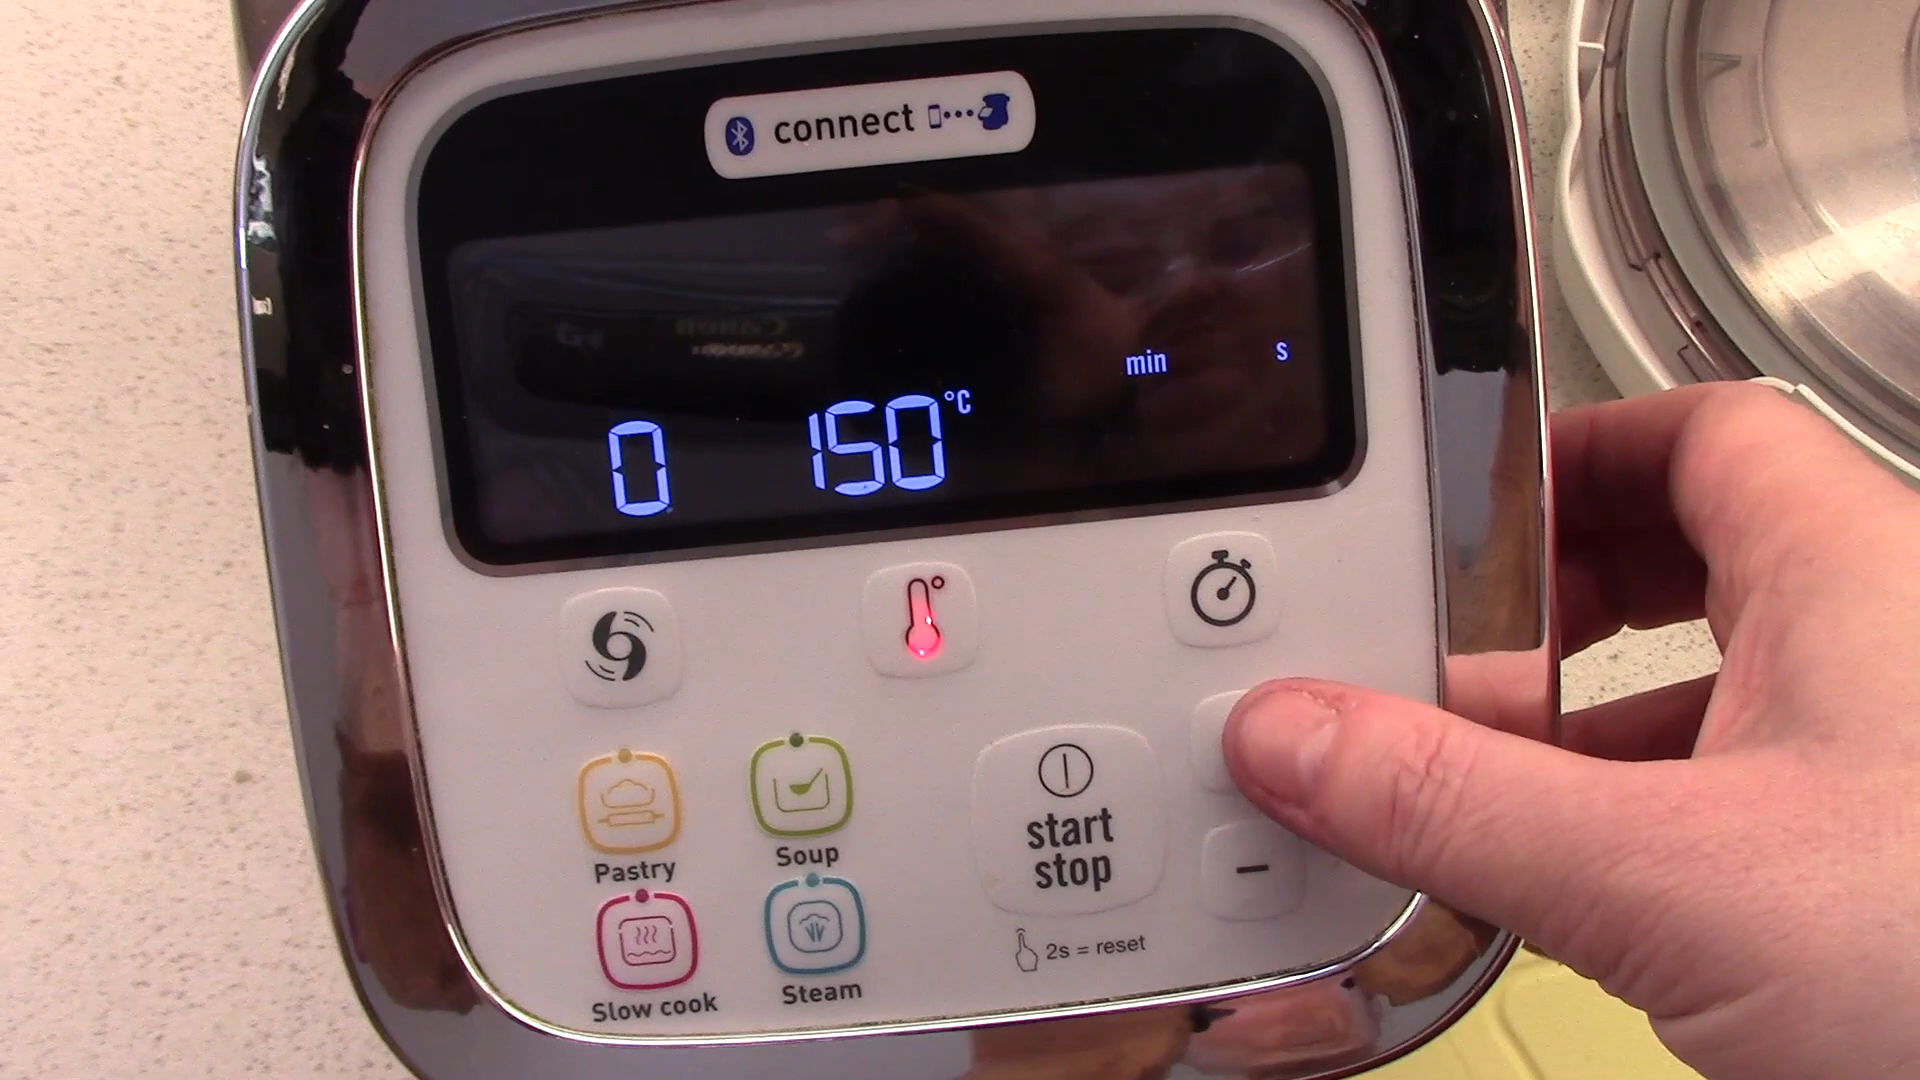 connect
min s
0 150 °C
Pastry Soup
start
stop
Slow cook Steam
2s = reset